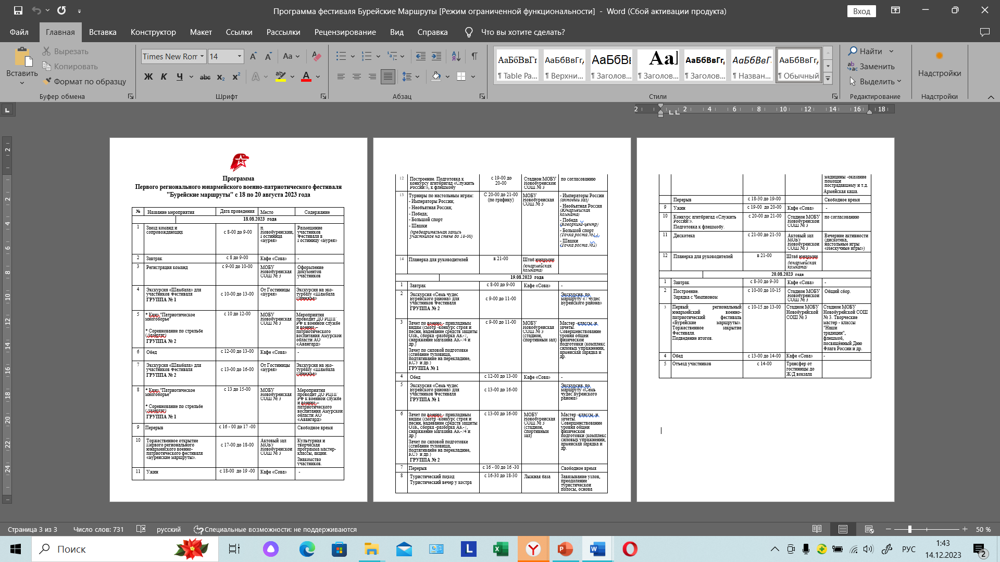 Программа фестиваля Бурейские Маршруты [Режим ограниченной функциональности] - Word (Сбой активации продукта)
Вход
Файл Главная Вставка Конструктор Макет Ссылки Рассылки Рецензирование Вид Справка Что вы хотите сделать?
Вставить
Вырезать
Копировать
Формат по образцу
Буфер обмена
Times New Rom 14
Шрифт
Абзац
АаБбВвГг АаБбВвГгД АаБбВ АаІ АаБбВвГгД АаБбВвГг АаБбВвГгД
¶ Table Pa... ¶ Верхни... ¶ Заголов... ¶ Заголов... ¶ Заголов... ¶ Назван... ¶ Обычный
Стили
Найти
Заменить
Выделить
Редактирование
Надстройки
Надстройки
2 2 4 6 8 10 12 14 16 18
2 2 4 6 8 10 12 14 16 18 20 22 24
Программа
Первого регионального юнармейского военно-патриотического фестиваля
"Бурейские маршруты" с 18 по 20 августа 2023 года
№ Название мероприятия Дата проведения Место Содержание
18.08.2023 года
1 Заезд команд и сопровождающих с 8-00 до 9-00 п. Новобурейский, Гостиница «Бурея» Размещение участников Фестиваля в Гостиницу «Бурея»
2 Завтрак с 8 до 9-00 Кафе «Сова» -
3 Регистрация команд с 9-00 до 10-00 МОБУ Новобурейская СОШ № 3 Оформление документов участников
4 Экскурсия «Шамбала» для участников Фестиваля ГРУППА № 1 с 10-00 до 13-00 От Гостиницы «Бурея» Экскурсия на эко-турбазу «Шамбала Цинежье»
5 * Квиз "Патриотическое многоборье" * Соревнование по стрельбе (Лазертаг) ГРУППА № 2 с 10 до 12-00 МОБУ Новобурейская СОШ № 3 Мероприятия проводит ДО РЦПГ РФ к военной службе и военно – патриотического воспитания Амурской области АО «Авангард»
6 Обед с 12-00 до 13-00 Кафе «Сова» -
7 Экскурсия «Шамбала» для участников Фестиваля ГРУППА № 2 с 13-00 до 16-00 От Гостиницы «Бурея» Экскурсия на эко-турбазу «Шамбала Цинежье»
8 * Квиз "Патриотическое многоборье" * Соревнование по стрельбе (Лазертаг) ГРУППА № 1 с 13 до 15-00 МОБУ Новобурейская СОШ № 3 Мероприятия проводит ДО РЦПГ РФ к военной службе и военно – патриотического воспитания Амурской области АО «Авангард»
9 Перерыв с 16 - 00 до 17 -00 Свободное время
10 Торжественное открытие Первого регионального юнармейского военно-патриотического фестиваля «Бурейские маршруты». с 17-00 до 18-00 Актовый зал МОБУ Новобурейской СОШ № 3 Культурная и творческая программа мастер-классы, акции. Знакомство участников.
11 Ужин с 18-00 до 19 -00 Кафе «Сова» -
12 Построение. Подготовка к конкурсу агитбригад «Служить России!», к флешмобу с 19-00 до 20-00 Стадион МОБУ Новобурейской СОШ № 3 по согласованию
13 Турниры по настольным играм: - Императоры России; - Необъятная Россия; - Победа; - Большой спорт - Шашки (предварительная запись участников на стенде до 18-00) С 20-00 до 21-00 (по графику) МОБУ Новобурейская СОШ № 3 - Императоры России (актовый зал) - Необъятная Россия (Юнармейская комната) - Победа (Коворкинг-центр) - Большой спорт (Точка роста №1) - Шашки (Точка роста №2)
14 Планерка для руководителей в 21-00 Штаб юнармии (юнармейская комната)
19.08.2023 года
1 Завтрак с 8-00 до 9-00 Кафе «Сова» -
2 Экскурсия «Семь чудес Бурейского района» для участников Фестиваля ГРУППА № 2 с 9-00 до 11-00 Экскурсия по маршруту «7 чудес Бурейского района»
3 Зачет по военно - прикладным видам (смотр -конкурс строя и песни, надевание средств защиты ОЗК, сборка -разборка АК-7, снаряжение магазина АК-74 и др.) Зачет по силовой подготовке (сгибание туловища, подтягивание на перекладине, КСУ и др.) ГРУППА № 1 с 9-00 до 11-00 МОБУ Новобурейская СОШ № 3 (стадион, спортивный зал) Мастер -классы и зачеты. Совершенствование уровня общей физической подготовки (комплекс силовых упражнений, армейская зарядка и др.
4 Обед с 12-00 до 13-00 Кафе «Сова» -
5 Экскурсия «Семь чудес Бурейского района» для участников Фестиваля ГРУППА № 1 с 13-00 до 16-00 Экскурсия по маршруту «Семь чудес Бурейского района»
6 Зачет по военно - прикладным видам (смотр -конкурс строя и песни, надевание средств защиты ОЗК, сборка -разборка АК-7, снаряжение магазина АК-74 и др.) Зачет по силовой подготовке (сгибание туловища, подтягивание на перекладине, КСУ и др.) ГРУППА № 2 с 13-00 до 16-00 МОБУ Новобурейская СОШ № 3 (стадион, спортивный зал) Мастер -классы и зачеты. Совершенствование уровня общей физической подготовки (комплекс силовых упражнений, армейская зарядка и др.
7 Перерыв с 16 - 00 до 16 -30 Свободное время
8 Туристический поход Туристический вечер у костра с 16-30 до 18-30 Лыжная база Завязывание узлов, преодоление туристической полосы, основа
медицины -оказание помощи пострадавшему и т.д. Армейская каша.
Перерыв с 18-30 до 19-00 Свободное время
9 Ужин с 19-00 до 20-00 Кафе «Сова» -
10 Конкурс агитбригад «Служить России!». Подготовка к флешмобу. с 20-00 до 21-00 Стадион МОБУ Новобурейской СОШ № 3 по согласованию
11 Дискотека с 21-00 до 21-50 Актовый зал МОБУ Новобурейской СОШ № 3 Вечерние активности (дискотека, настольные игры «Нескучные игры»)
12 Планерка для руководителей в 21-00 Штаб юнармии (юнармейская комната)
20.08.2023 года
1 Завтрак с 8-30 до 9-30 Кафе «Сова» -
2 Построение. Зарядка с Чемпионом с 10-00 до 10-15 Стадион МОБУ Новобурейской СОШ № 3 Общий сбор.
3 Первый региональный юнармейский военно-патриотический фестиваль «Бурейские маршруты». Торжественное закрытие Фестиваля. Подведение итогов. с 10-15 до 13-00 Стадион МОБУ Новобурейской СОШ № 3 Стадион МОБУ Новобурейской СОШ № 3. Творческие мастер - классы "Наши традиции", флешмоб, посвящённый Дню Флага России и др.
4 Обед с 13-00 до 14-00 Кафе «Сова» -
5 Отъезд участников с 14-00 Трансфер от гостиницы до Ж/Д вокзала
Страница 3 из 3 Число слов: 731 русский Специальные возможности: не поддерживаются 50 %
Поиск
РУС
1:43
14.12.2023
2